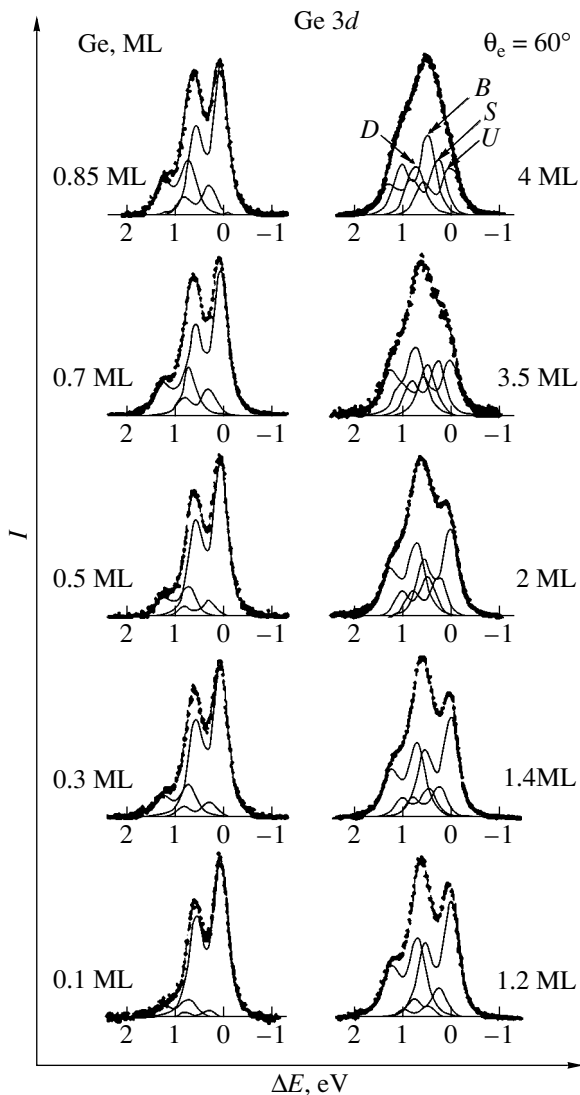 Ge 3d
Ge, ML
θe = 60°
B
S
D
U
0.85 ML
4 ML
2 1 0 −1
2 1 0 −1
0.7 ML
3.5 ML
2 1 0 −1
2 1 0 −1
0.5 ML
2 ML
2 1 0 −1
2 1 0 −1
0.3 ML
1.4ML
2 1 0 −1
2 1 0 −1
0.1 ML
1.2 ML
2 1 0 −1
2 1 0 −1
I
ΔE, eV